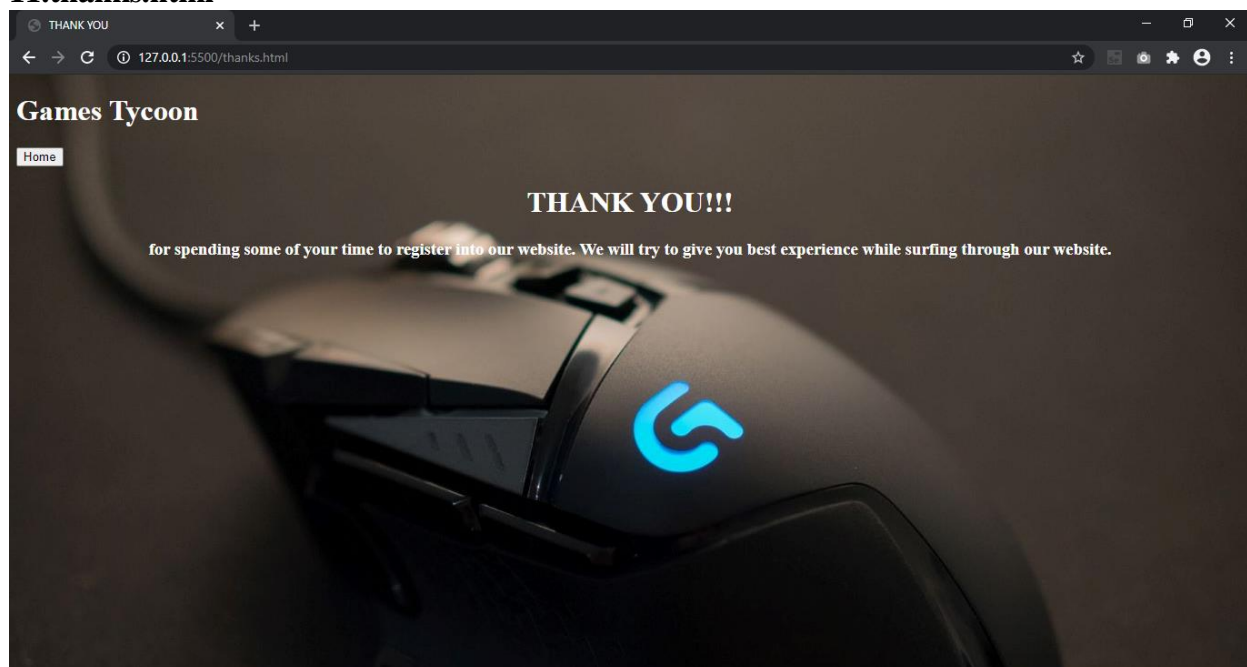 11.thanks.html
THANK YOU
127.0.0.1:5500/thanks.html
Games Tycoon
Home
THANK YOU!!!
for spending some of your time to register into our website. We will try to give you best experience while surfing through our website.